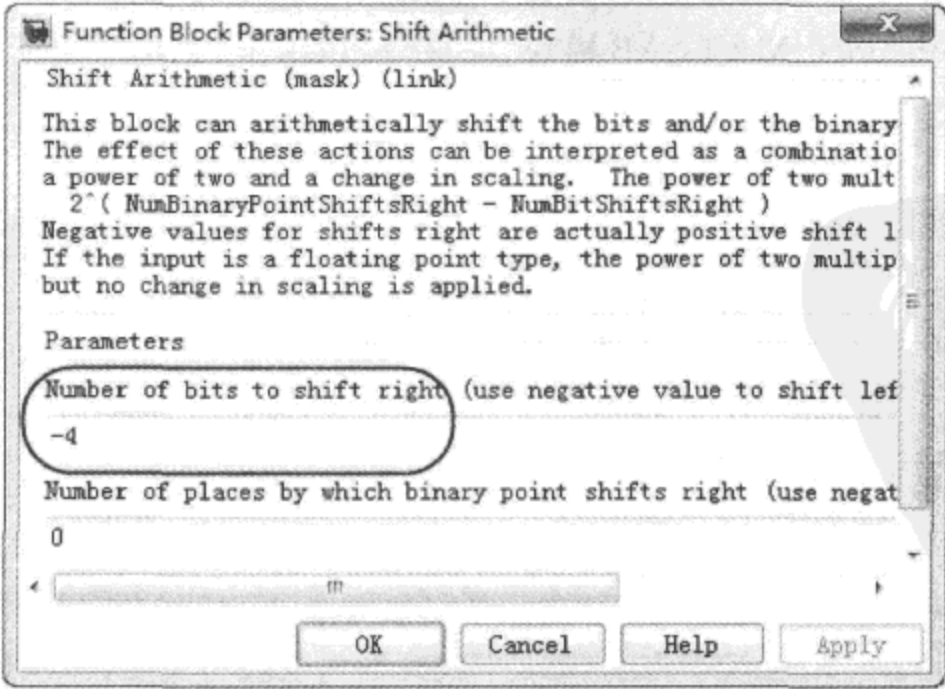 Function Block Parameters: Shift Arithmetic
Shift Arithmetic (mask) (link)
This block can arithmetically shift the bits and/or the binary
The effect of these actions can be interpreted as a combinatio
a power of two and a change in scaling. The power of two mult
2^( NumBinaryPointShiftsRight - NumBitShiftsRight )
Negative values for shifts right are actually positive shift l
If the input is a floating point type, the power of two multip
but no change in scaling is applied.
Parameters
Number of bits to shift right (use negative value to shift lef
-4
Number of places by which binary point shifts right (use negat
0
OK Cancel Help Apply